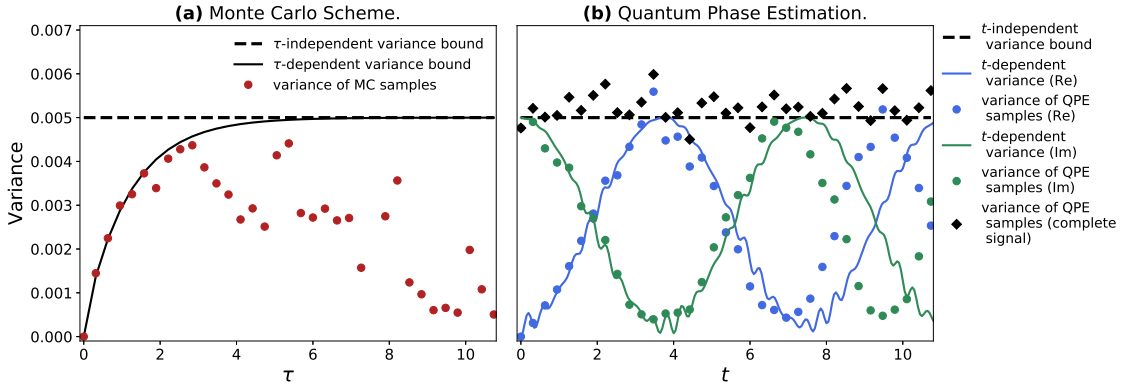 (a) Monte Carlo Scheme.
0.007
0.006
0.005
0.004
0.003
0.002
0.001
0.000
Variance
τ-independent variance bound
τ-dependent variance bound
variance of MC samples
0 2 4 6 8 10
τ
(b) Quantum Phase Estimation.
0 2 4 6 8 10
t
t-independent
variance bound
t-dependent
variance (Re)
variance of QPE
samples (Re)
t-dependent
variance (Im)
variance of QPE
samples (Im)
variance of QPE
samples (complete
signal)